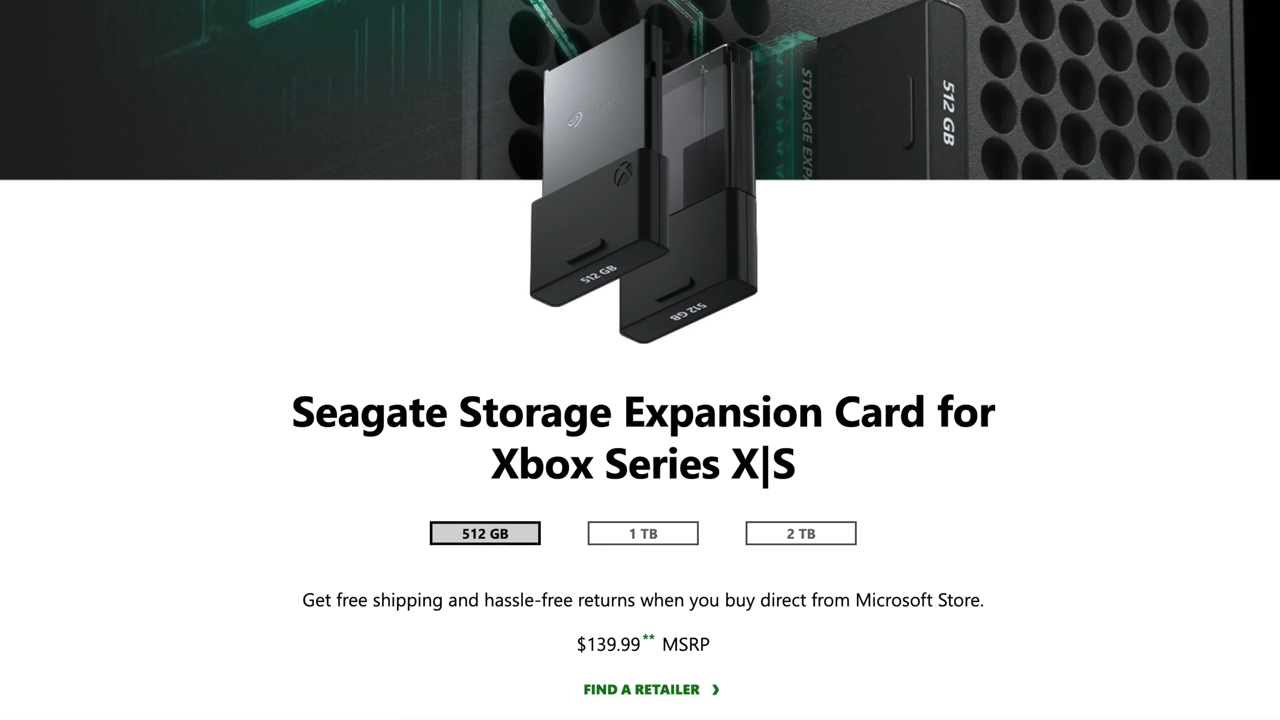 512 GB
STORAGE EXPA
512 GB
512 GB
Seagate Storage Expansion Card for
Xbox Series X|S
512 GB
1 TB
2 TB
Get free shipping and hassle-free returns when you buy direct from Microsoft Store.
$139.99** MSRP
FIND A RETAILER ❯